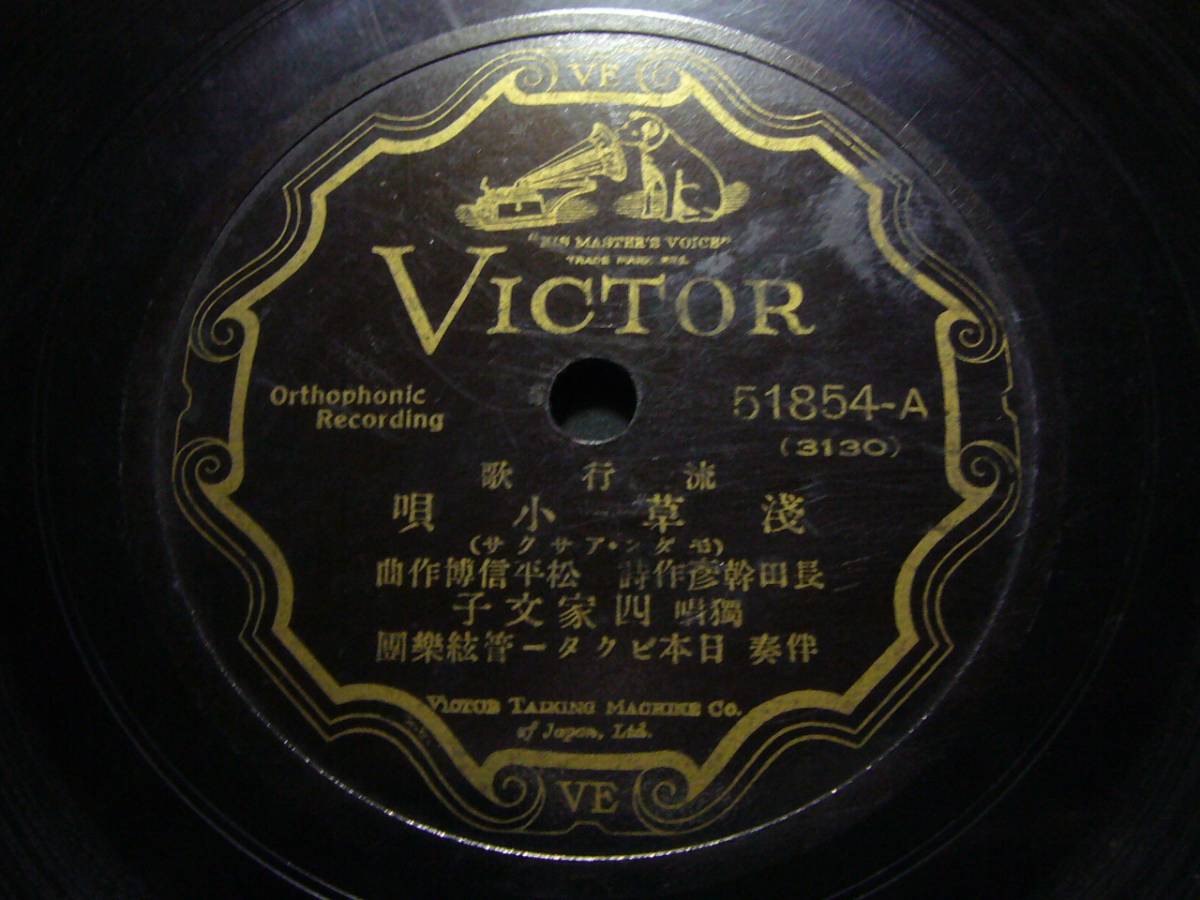 VE
"HIS MASTER'S VOICE"
TRADE MARK REG.
VICTOR
Orthophonic
Recording
51854-A
(3130)
流行歌
淺草小唄
(モダン・アサクサ)
長田幹彦作詩 松平信博作曲
獨唱 四家文子
伴奏 日本ビクター管絃樂團
VICTOR TALKING MACHINE CO.
of Japan, Ltd.
VE